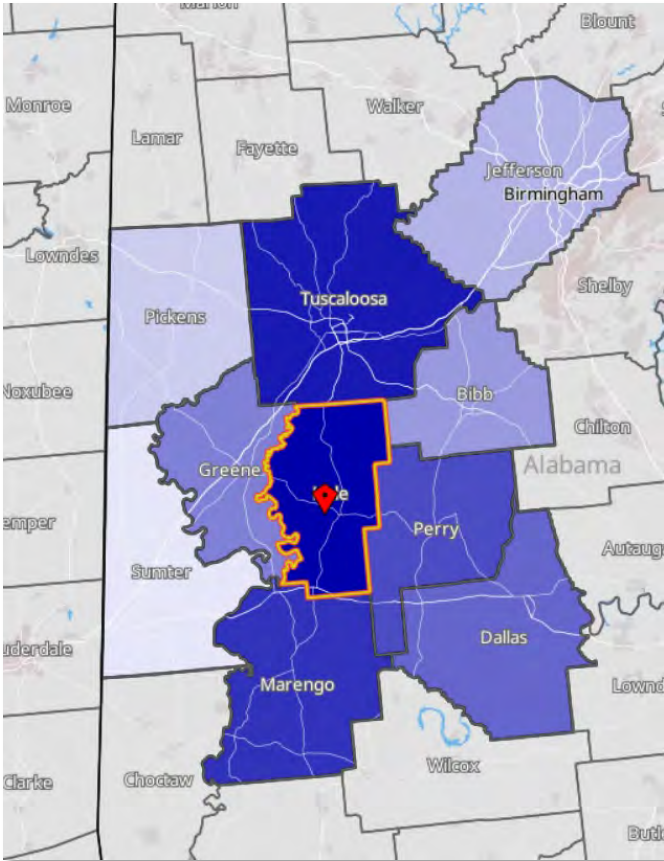 Blount
Monroe
Walker
Lamar
Fayette
Jefferson
Birmingham
Lowndes
Shelby
Tuscaloosa
Pickens
Noxubee
Bibb
Chilton
Greene
Alabama
Perry
Sumter
Dallas
Marengo
Wilcox
Choctaw
Clarke